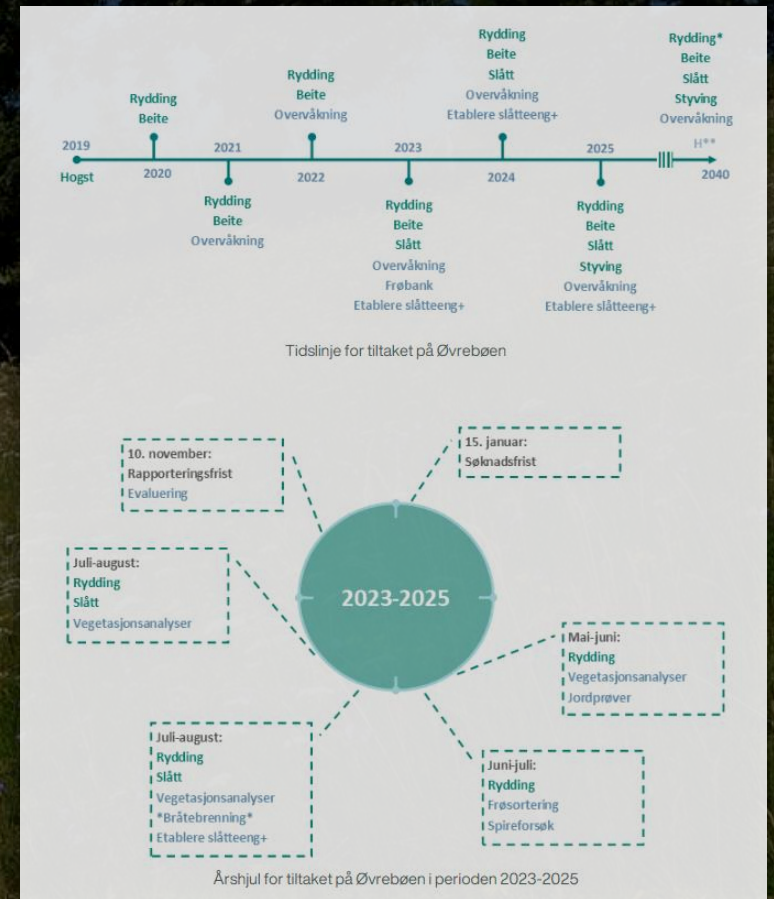 2019
Hogst
Rydding
Beite
2020
2021
Rydding
Beite
Overvåkning
Rydding
Beite
Overvåkning
2022
2023
Rydding
Beite
Slått
Overvåkning
Frøbank
Etablere slåtteeng+
Rydding
Beite
Slått
Overvåkning
Etablere slåtteeng+
2024
2025
Rydding
Beite
Slått
Styving
Overvåkning
Etablere slåtteeng+
Rydding*
Beite
Slått
Styving
Overvåkning
H**
2040
Tidslinje for tiltaket på Øvrebøen
15. januar:
Søknadsfrist
2023-2025
Mai-juni:
Rydding
Vegetasjonsanalyser
Jordprøver
Juni-juli:
Rydding
Frøsortering
Spireforsøk
Juli-august:
Rydding
Slått
Vegetasjonsanalyser
*Bråtebrenning*
Etablere slåtteeng+
Juli-august:
Rydding
Slått
Vegetasjonsanalyser
10. november:
Rapporteringsfrist
Evaluering
Årshjul for tiltaket på Øvrebøen i perioden 2023-2025